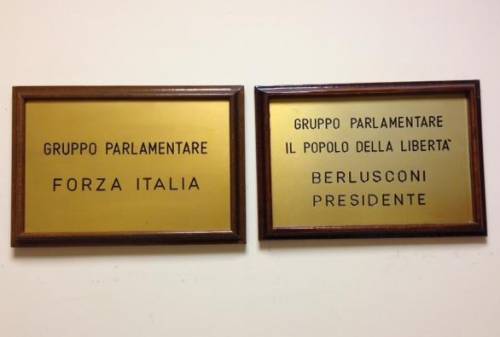 GRUPPO PARLAMENTARE
FORZA ITALIA
GRUPPO PARLAMENTARE
IL POPOLO DELLA LIBERTA'
BERLUSCONI
PRESIDENTE